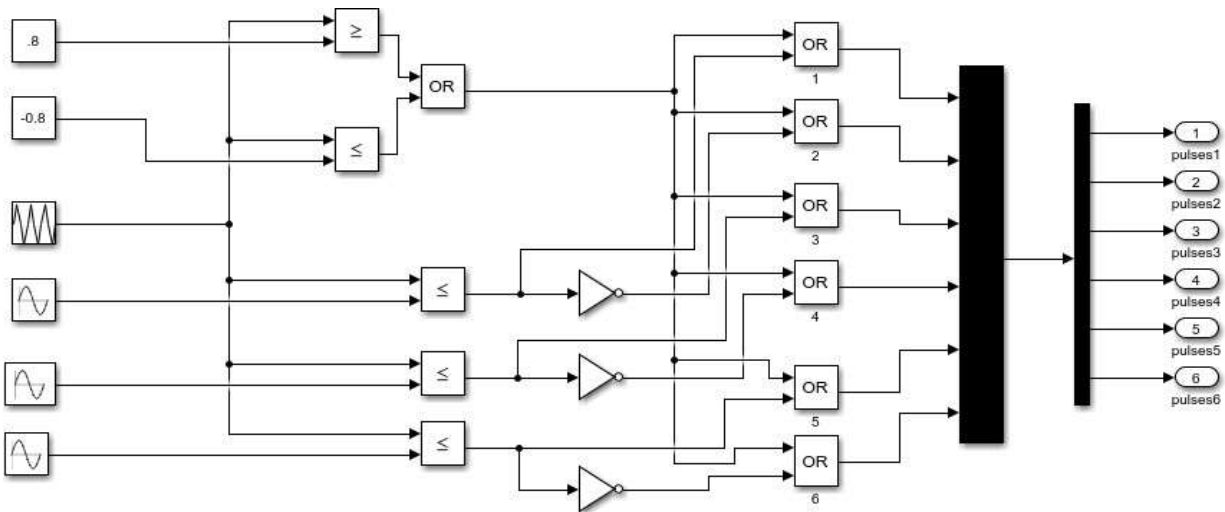 .8
≥
OR
-0.8
≤
OR
1
OR
2
1
pulses1
2
pulses2
OR
3
3
pulses3
≤
OR
4
4
pulses4
≤
OR
5
5
pulses5
≤
OR
6
6
pulses6